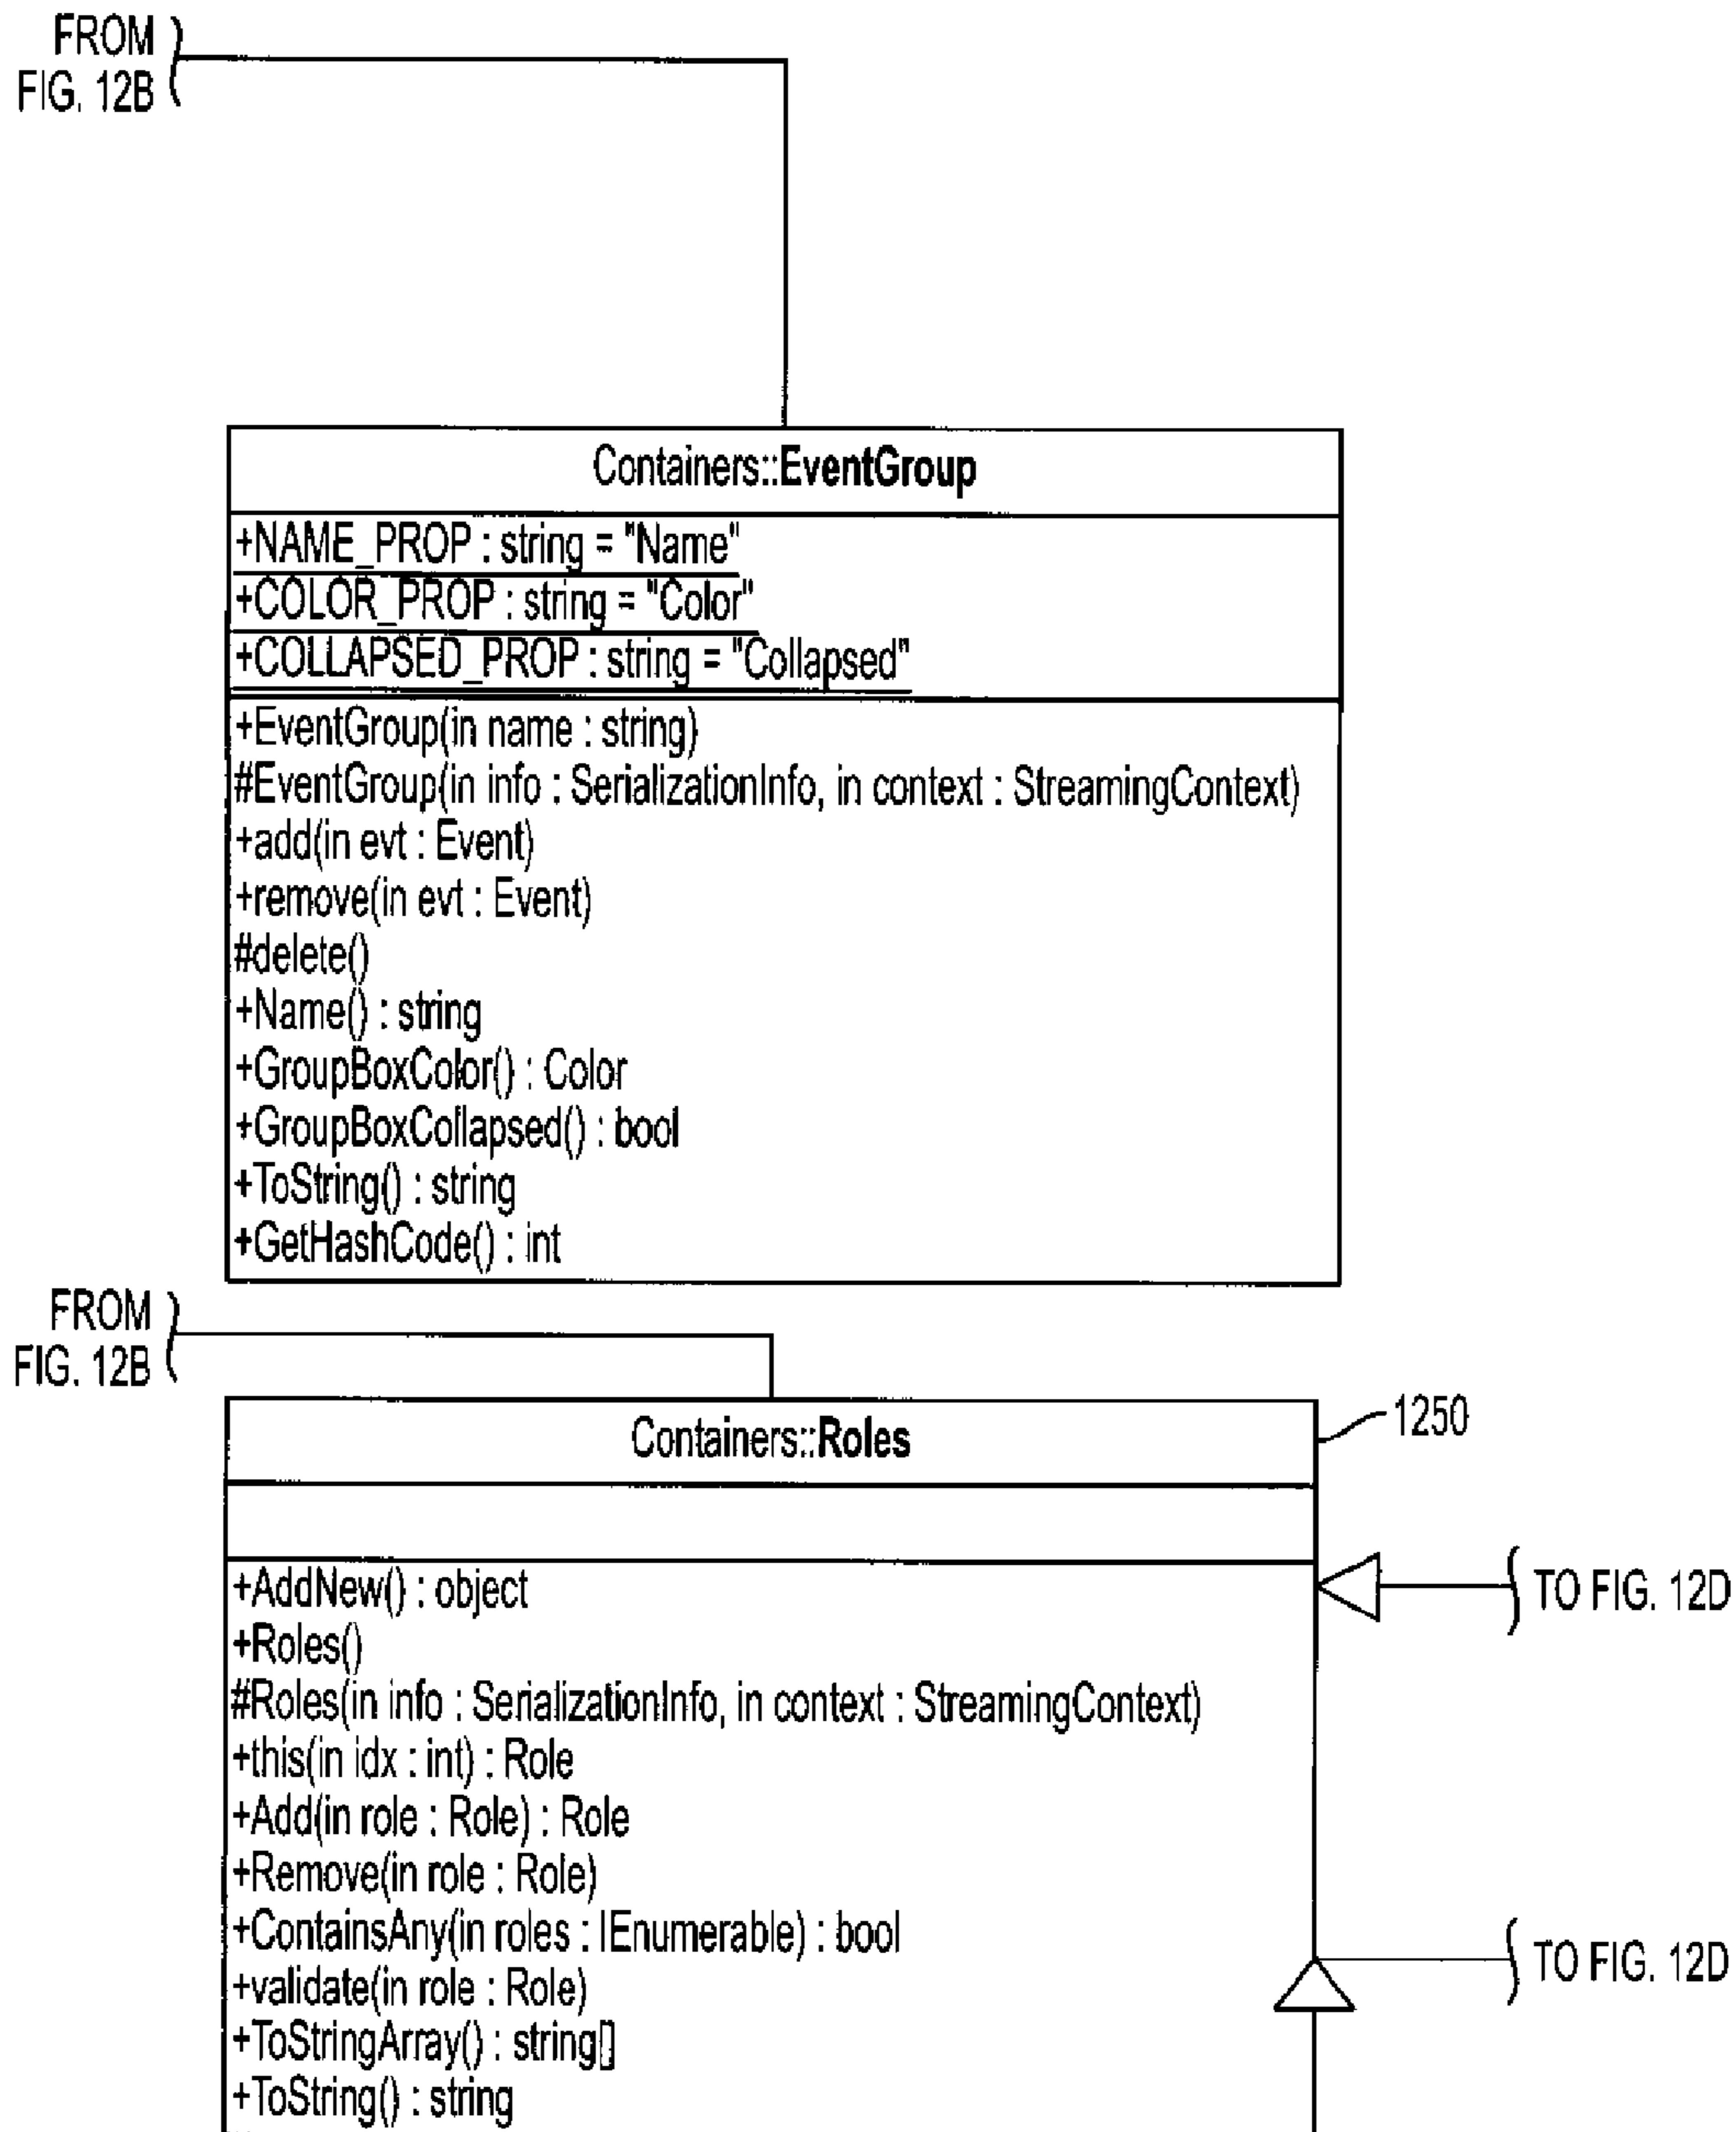 FROM
FIG. 12B
Containers::EventGroup
+NAME_PROP : string = "Name"
+COLOR_PROP : string = "Color"
+COLLAPSED_PROP : string = "Collapsed"
+EventGroup(in name : string)
#EventGroup(in info : SerializationInfo, in context : StreamingContext)
+add(in evt : Event)
+remove(in evt : Event)
#delete()
+Name() : string
+GroupBoxColor() : Color
+GroupBoxCollapsed() : bool
+ToString() : string
+GetHashCode() : int
FROM
FIG. 12B
Containers::Roles
1250
+AddNew() : object
TO FIG. 12D
+Roles()
#Roles(in info : SerializationInfo, in context : StreamingContext)
+this(in idx : int) : Role
+Add(in role : Role) : Role
+Remove(in role : Role)
+ContainsAny(in roles : IEnumerable) : bool
TO FIG. 12D
+validate(in role : Role)
+ToStringArray() : string[]
+ToString() : string